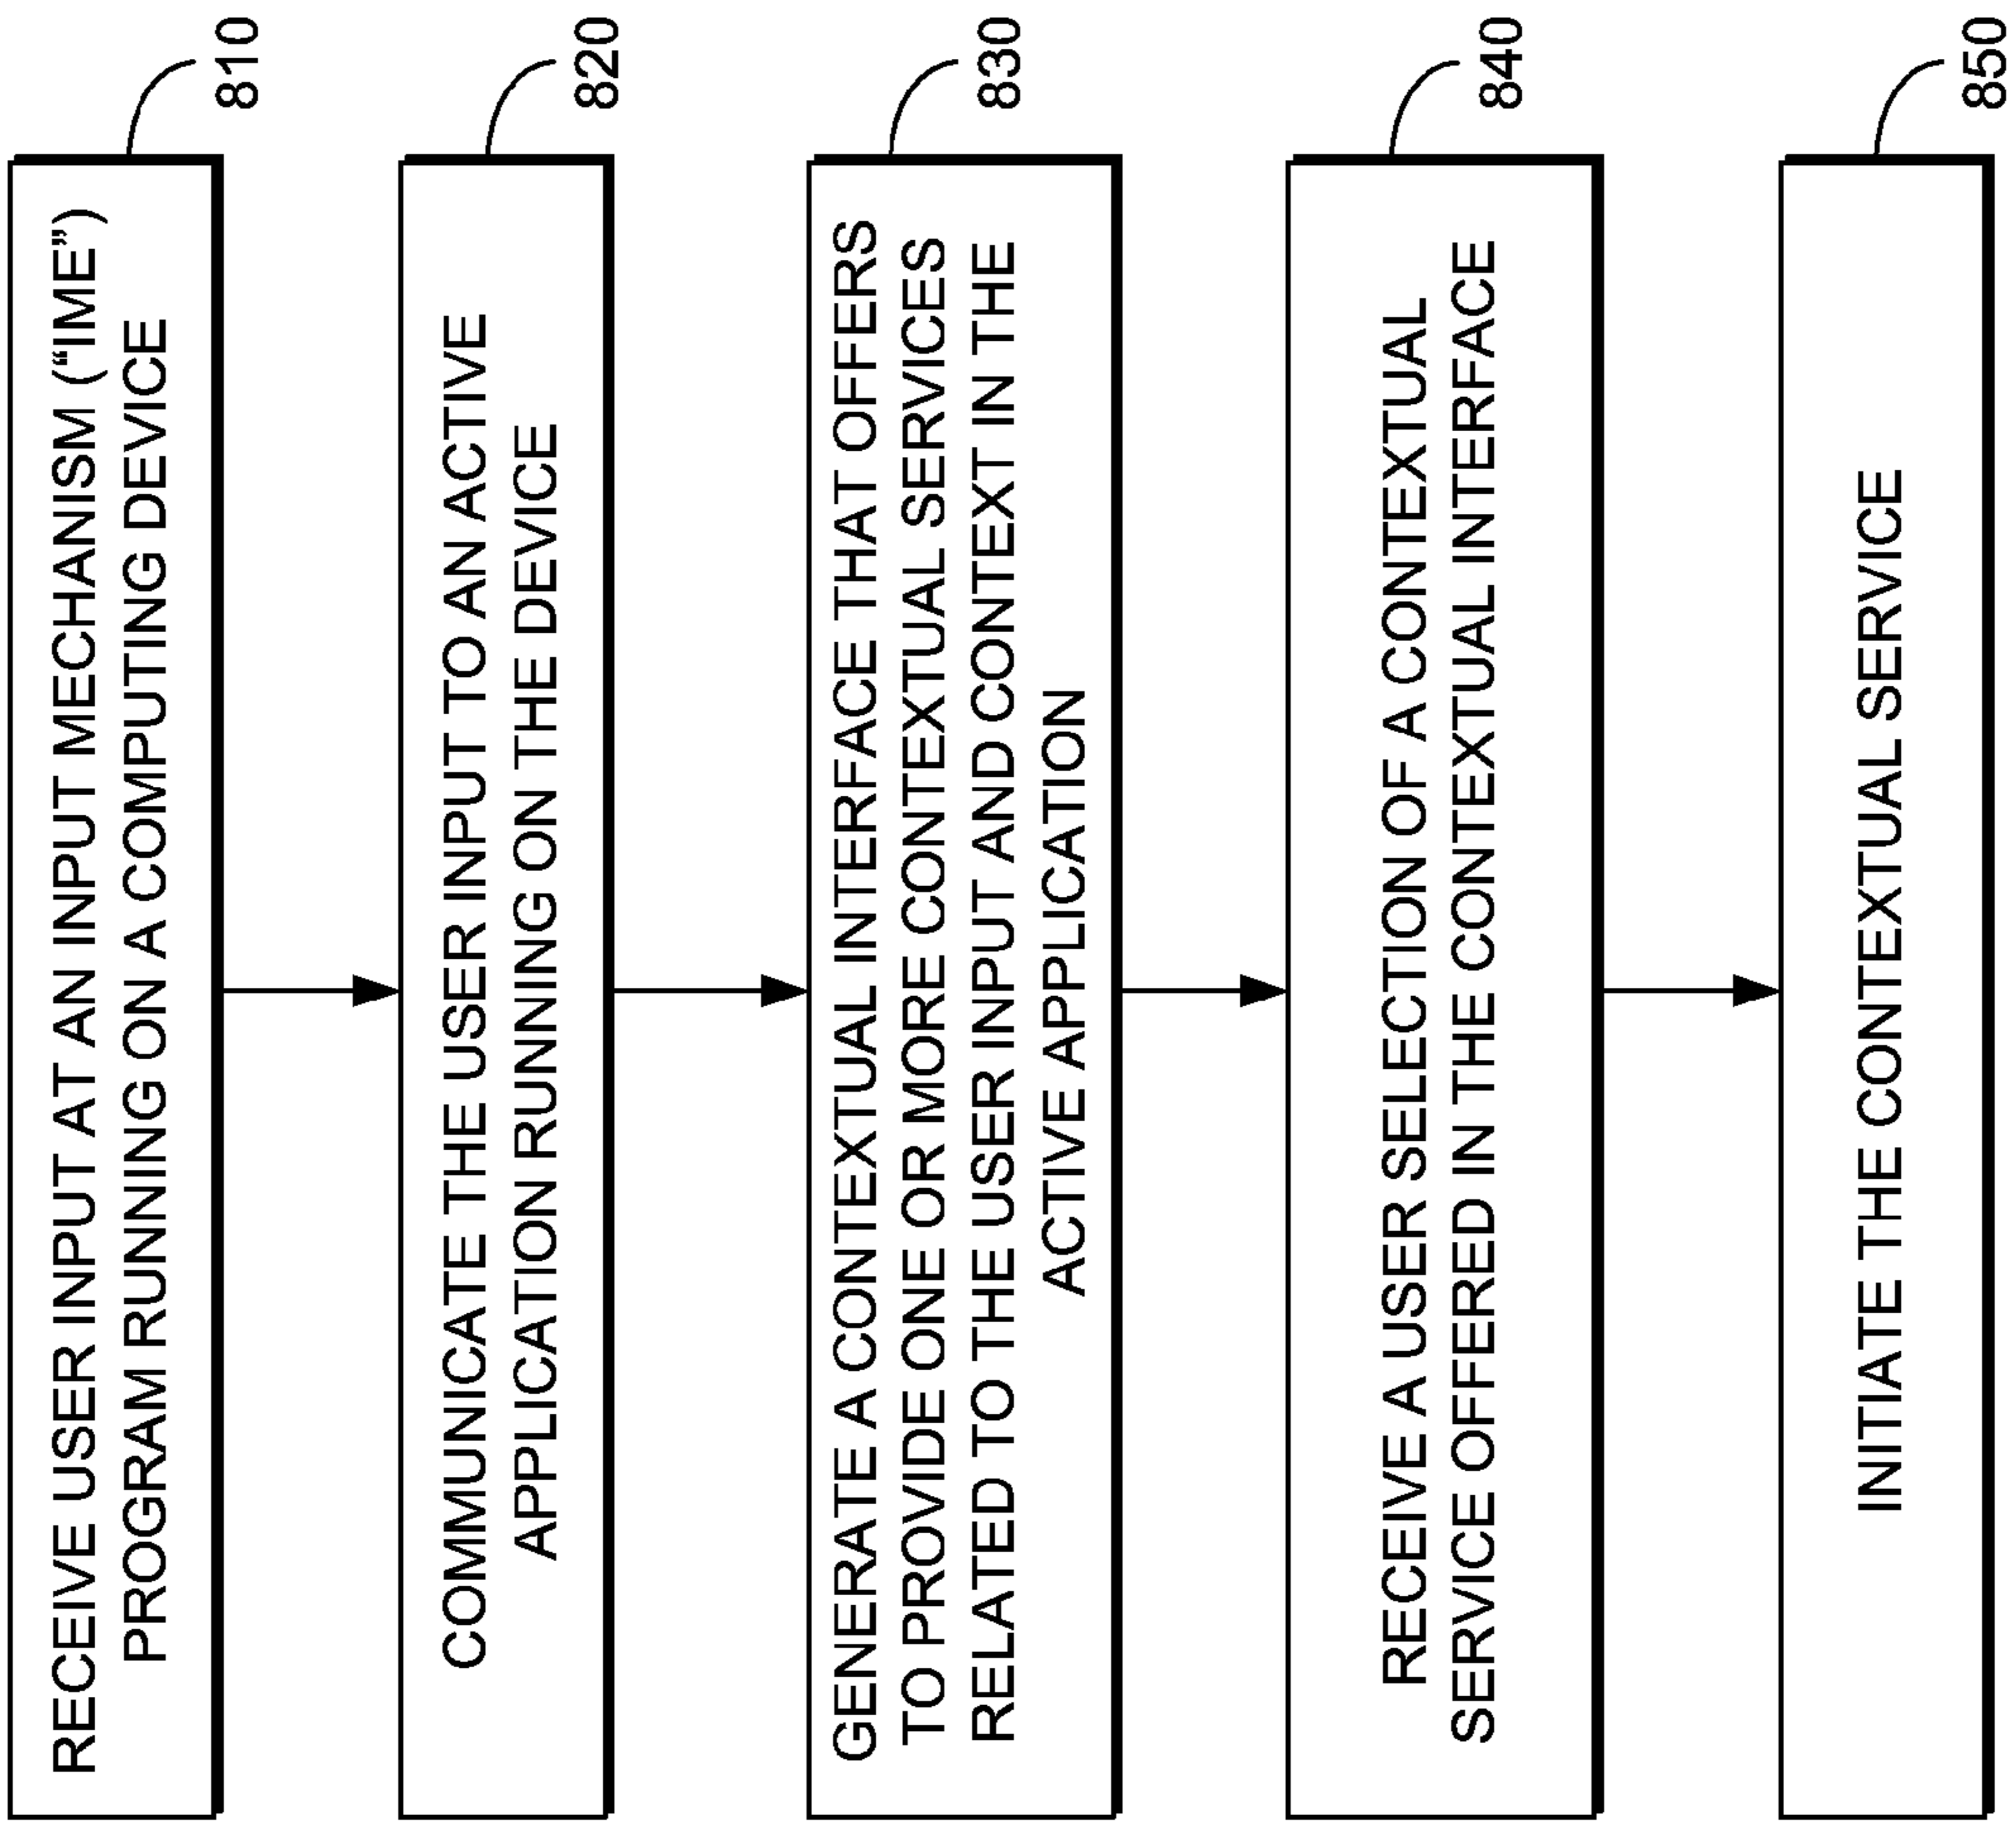 RECEIVE USER INPUT AT AN INPUT MECHANISM (“IME”)
PROGRAM RUNNING ON A COMPUTING DEVICE
810
COMMUNICATE THE USER INPUT TO AN ACTIVE
APPLICATION RUNNING ON THE DEVICE
820
GENERATE A CONTEXTUAL INTERFACE THAT OFFERS
TO PROVIDE ONE OR MORE CONTEXTUAL SERVICES
RELATED TO THE USER INPUT AND CONTEXT IN THE
ACTIVE APPLICATION
830
RECEIVE A USER SELECTION OF A CONTEXTUAL
SERVICE OFFERED IN THE CONTEXTUAL INTERFACE
840
INITIATE THE CONTEXTUAL SERVICE
850